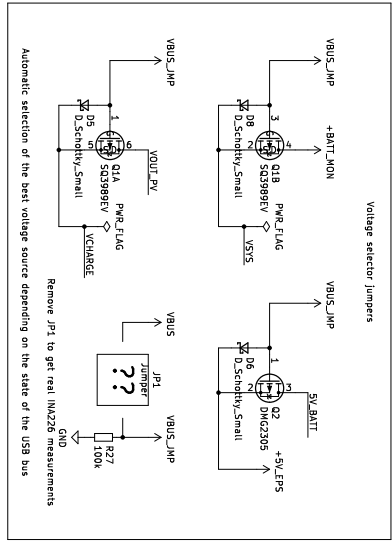 Voltage selector jumpers
VBUS_JMP
+BATT_MON
3
4
2
Q1B
SQ3989EV
D8
D_Schottky_Small
PWR_FLAG
VSYS
VBUS_JMP
5V_BATT
1
3
2
Q2
DMG2305
D6
D_Schottky_Small
+5V_EPS
VBUS_JMP
VOUT_PV
1
6
5
Q1A
SQ3989EV
D5
D_Schottky_Small
PWR_FLAG
VCHARGE
VBUS
JP1
Jumper
??
VBUS_JMP
R27
100k
GND
Remove JP1 to get real INA226 measurements
Automatic selection of the best voltage source depending on the state of the USB bus